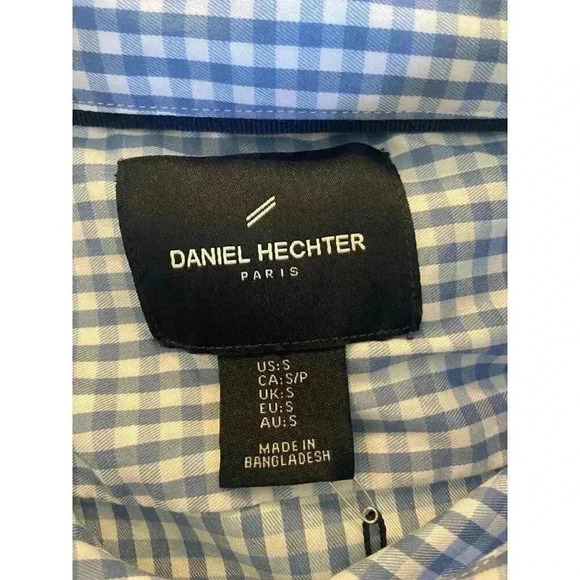 DANIEL HECHTER
PARIS
US:S
CA:S/P
UK:S
EU:S
AU:S
MADE IN
BANGLADESH